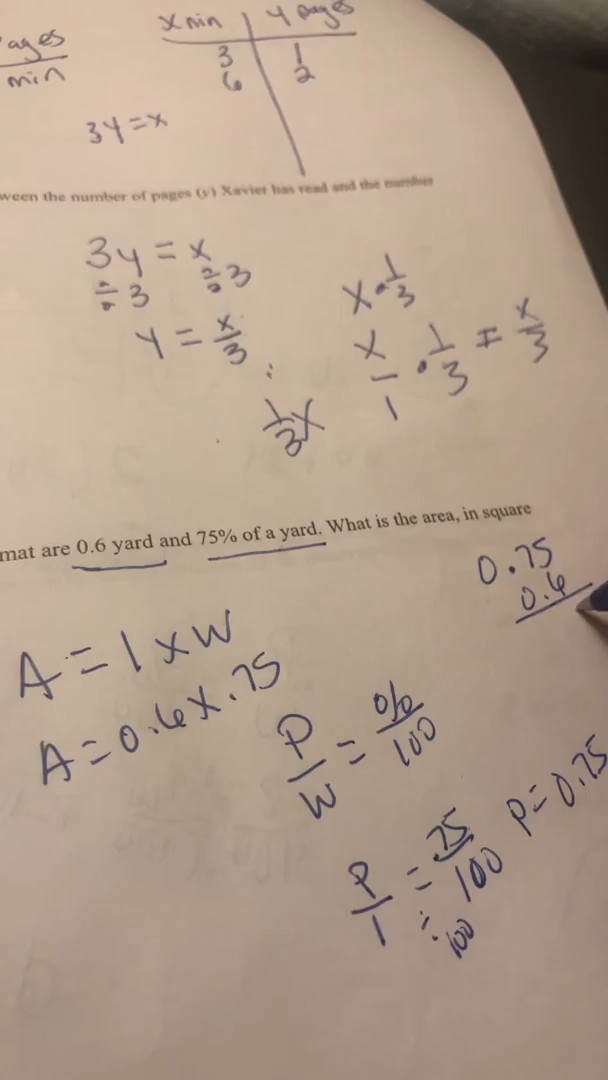 ages
min
x min | y pages
3 | 1
6 | 2
3y = x
ween the number of pages (y) Xavier has read and the number
3y = x
÷3 ÷3
y = x/3
x · 1/3
x/1 · 1/3 = x/3
1/3x
mat are 0.6 yard and 75% of a yard. What is the area, in square
0.75
0.6
A = l x w
A = 0.6 x .75
P/W = %/100
P/1 = 75/100
÷ 100
P = 0.75